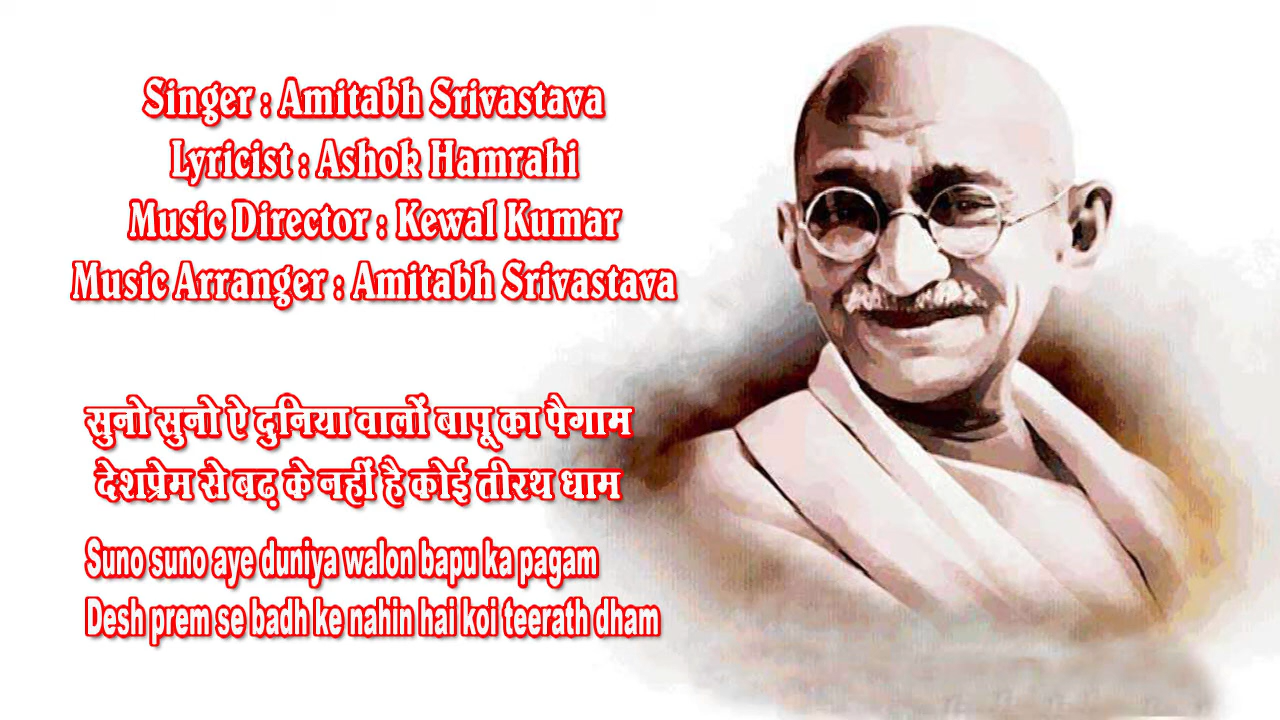 Singer : Amitabh Srivastava
Lyricist : Ashok Hamrahi
Music Director : Kewal Kumar
Music Arranger : Amitabh Srivastava
सुनो सुनो ऐ दुनिया वालों बापू का पैगाम
देशप्रेम से बढ़ के नहीं है कोई तीरथ धाम
Suno suno aye duniya walon bapu ka pagam
Desh prem se badh ke nahin hai koi teerath dham